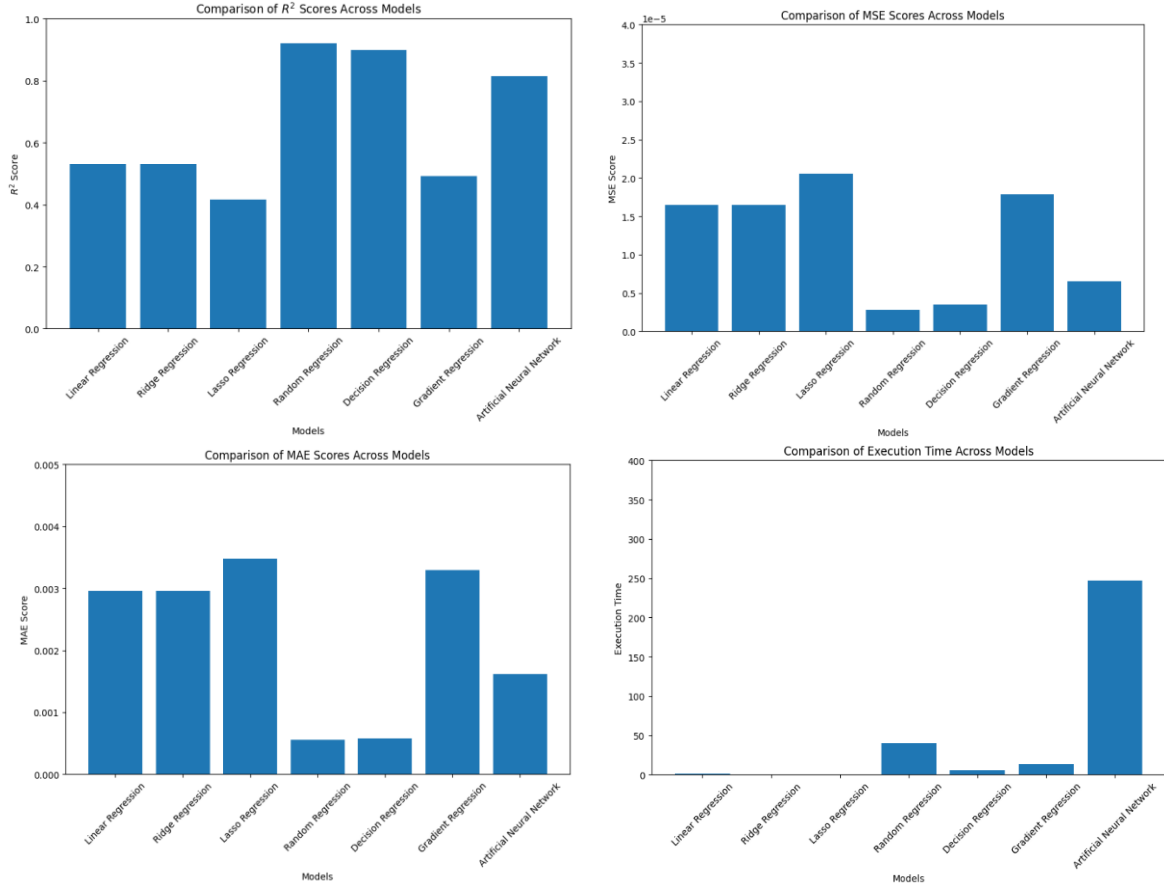 Comparison of R² Scores Across Models
1.0
0.8
0.6
0.4
0.2
0.0
R² Score
Linear Regression
Ridge Regression
Lasso Regression
Random Regression
Decision Regression
Gradient Regression
Artificial Neural Network
Models
Comparison of MSE Scores Across Models
1e−5
4.0
3.5
3.0
2.5
2.0
1.5
1.0
0.5
0.0
MSE Score
Linear Regression
Ridge Regression
Lasso Regression
Random Regression
Decision Regression
Gradient Regression
Artificial Neural Network
Models
Comparison of MAE Scores Across Models
0.005
0.004
0.003
0.002
0.001
0.000
MAE Score
Linear Regression
Ridge Regression
Lasso Regression
Random Regression
Decision Regression
Gradient Regression
Artificial Neural Network
Models
Comparison of Execution Time Across Models
400
350
300
250
200
150
100
50
0
Execution Time
Linear Regression
Ridge Regression
Lasso Regression
Random Regression
Decision Regression
Gradient Regression
Artificial Neural Network
Models